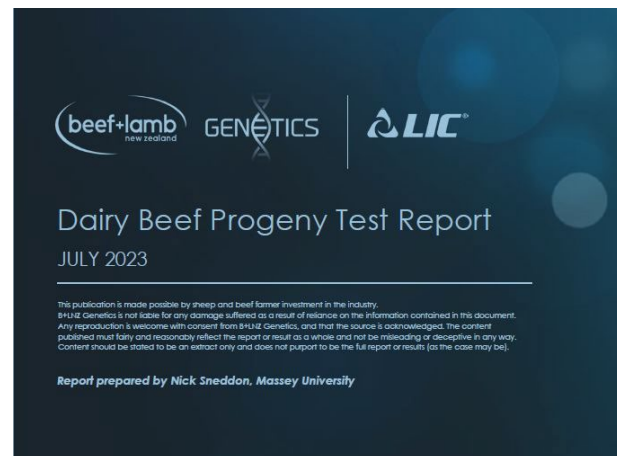 beef+lamb
new zealand
GENETICS
LIC®
Dairy Beef Progeny Test Report
JULY 2023
This publication is made possible by sheep and beef farmer investment in the industry.
B+LNZ Genetics is not liable for any damage suffered as a result of reliance on the information contained in this document.
Any reproduction is welcome with consent from B+LNZ Genetics, and that the source is acknowledged. The content
published must fairly and reasonably reflect the report or result as a whole and not be misleading or deceptive in any way.
Content should be stated to be an extract only and does not purport to be the full report or results (as the case may be).
Report prepared by Nick Sneddon, Massey University